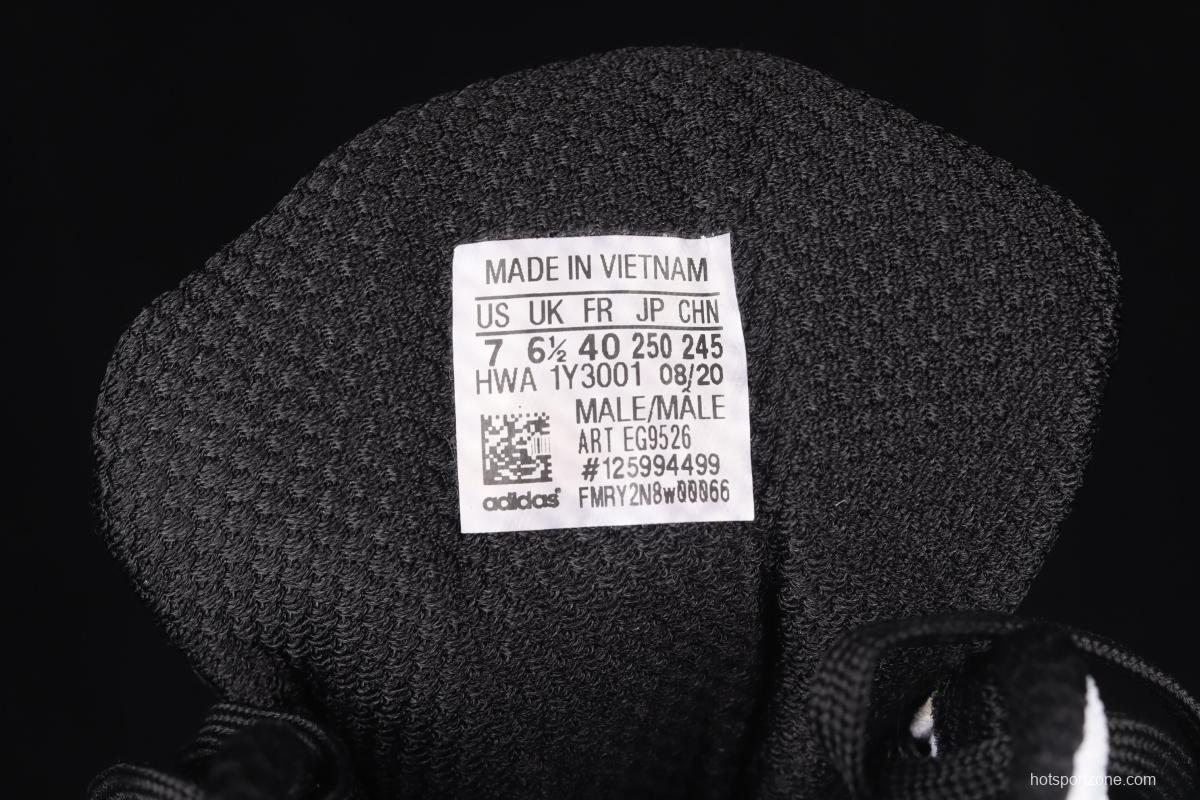 MADE IN VIETNAM
US UK FR JP CHN
7 6½ 40 250 245
HWA 1Y3001 08/20
MALE/MÂLE
ART EG9526
#125994499
adidas FMRY2N8w00066
hotsportzone.com